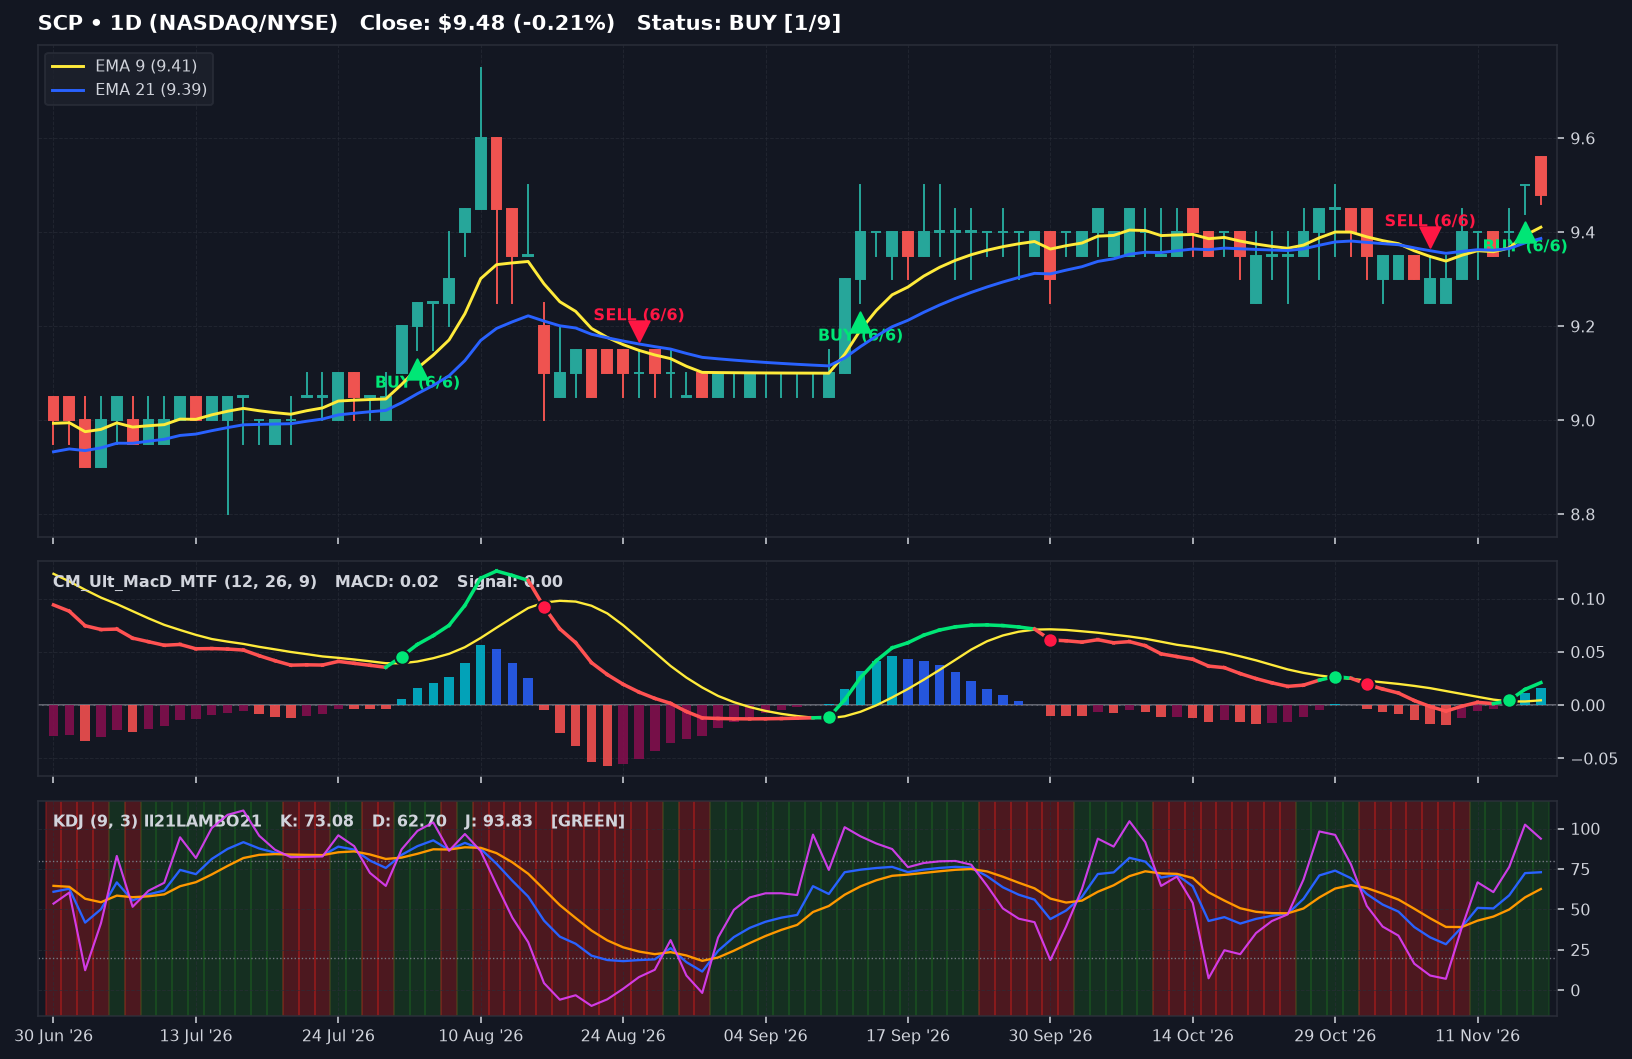 SCP • 1D (NASDAQ/NYSE)   Close: $9.48 (-0.21%)   Status: BUY [1/9]
EMA 9 (9.41)
EMA 21 (9.39)
9.6
9.4
9.2
9.0
8.8
BUY (6/6)
SELL (6/6)
BUY (6/6)
SELL (6/6)
BUY (6/6)
CM_Ult_MacD_MTF (12, 26, 9)   MACD: 0.02   Signal: 0.00
0.10
0.05
0.00
−0.05
KDJ (9, 3) II21LAMBO21   K: 73.08   D: 62.70   J: 93.83   [GREEN]
100
75
50
25
0
30 Jun '26
13 Jul '26
24 Jul '26
10 Aug '26
24 Aug '26
04 Sep '26
17 Sep '26
30 Sep '26
14 Oct '26
29 Oct '26
11 Nov '26